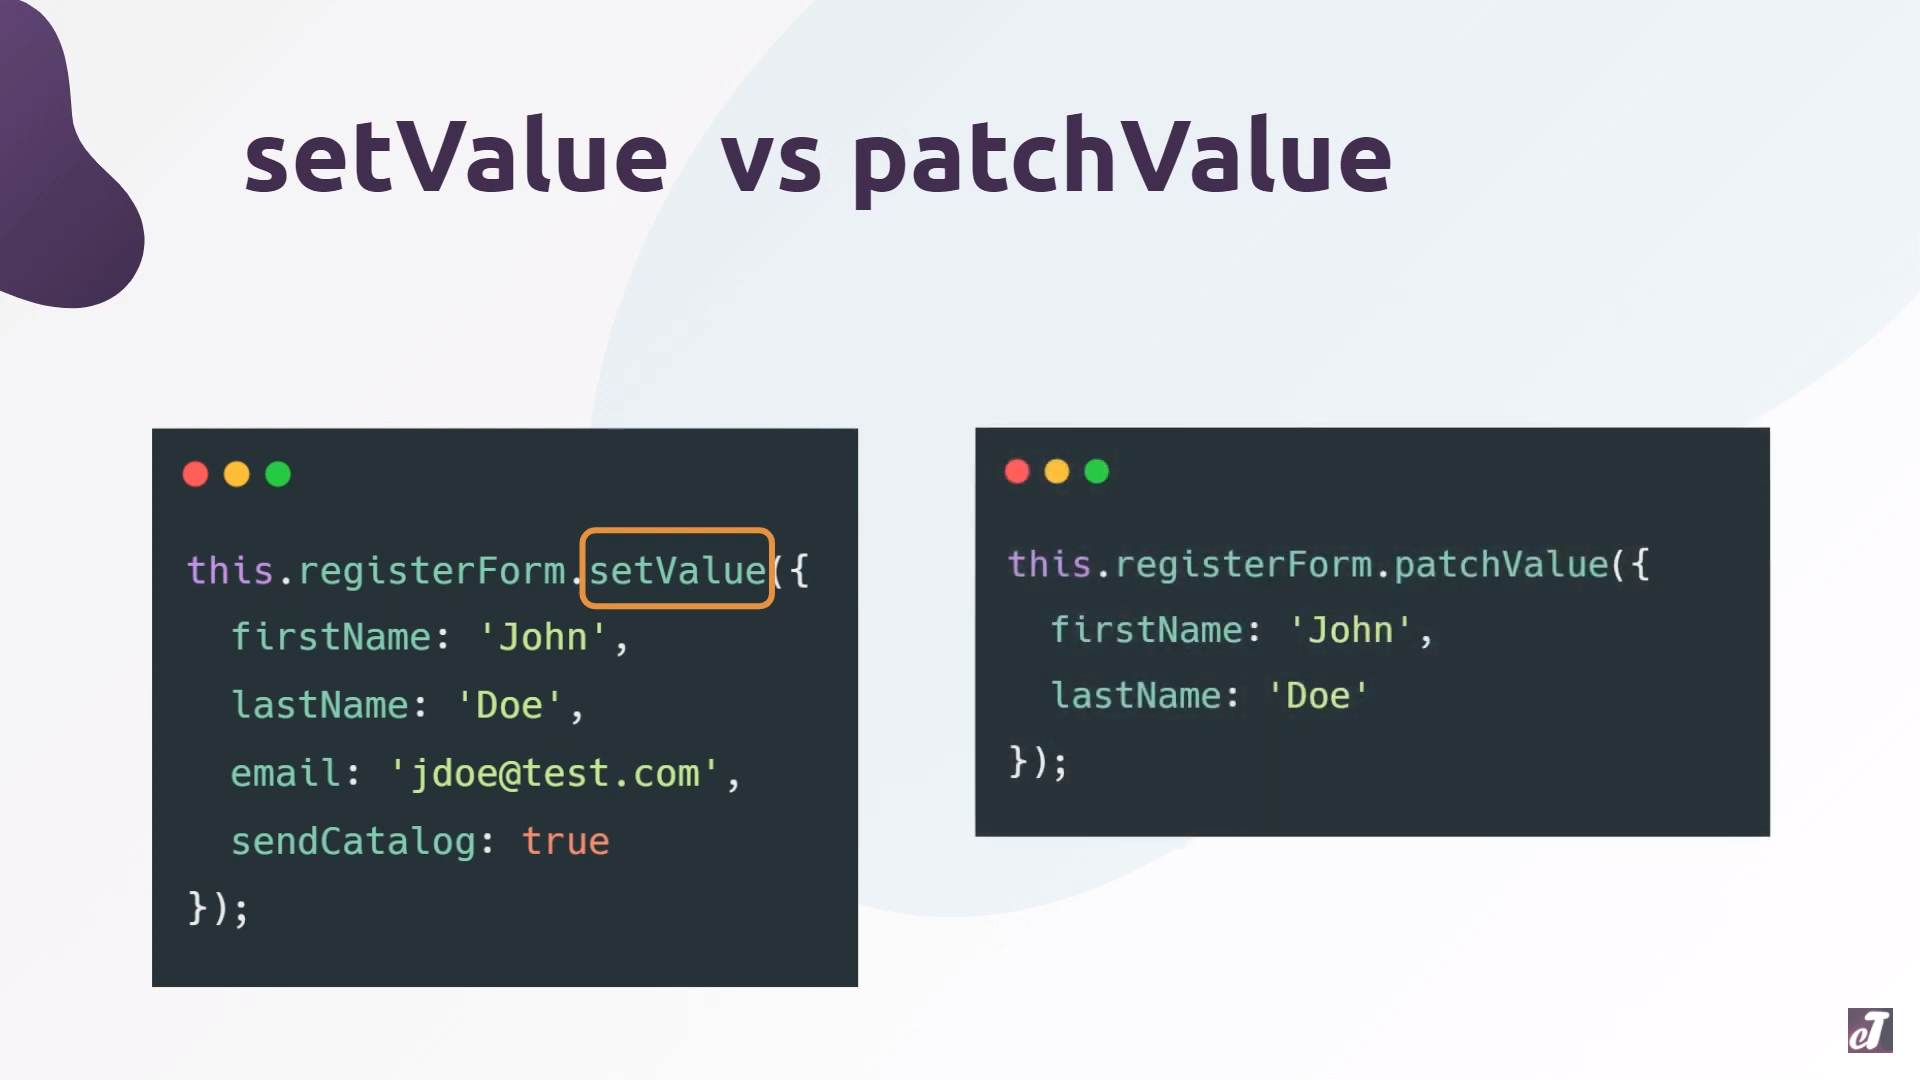 setValue vs patchValue
this.registerForm.setValue({
firstName: 'John',
lastName: 'Doe',
email: 'jdoe@test.com',
sendCatalog: true
});
this.registerForm.patchValue({
firstName: 'John',
lastName: 'Doe'
});
eT